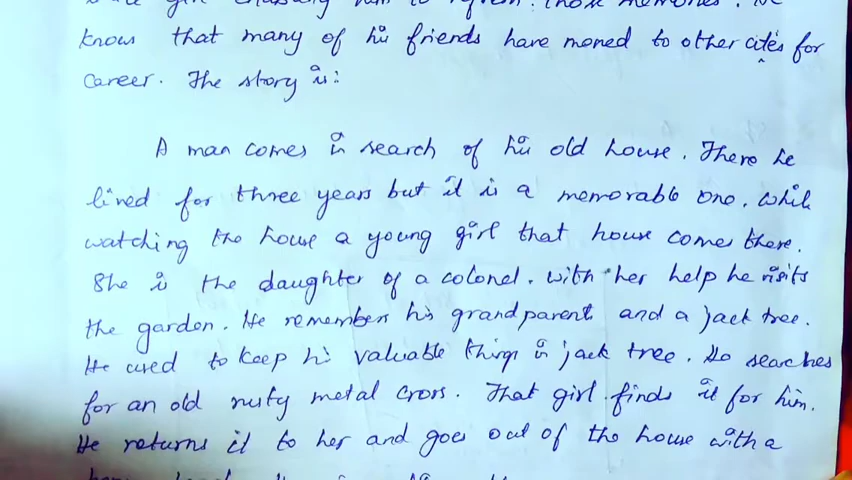 know that many of his friends have moved to other cites for
career. The story is:
A man comes in search of his old house. There he
lived for three years but it is a memorable one. While
watching the house a young girl that house comes there.
She is the daughter of a colonel. With her help he visits
the garden. He remembers his grandparent and a jack tree.
He used to keep his valuable things in jack tree. He searches
for an old rusty metal cross. That girl finds it for him.
He returns it to her and goes out of the house with a